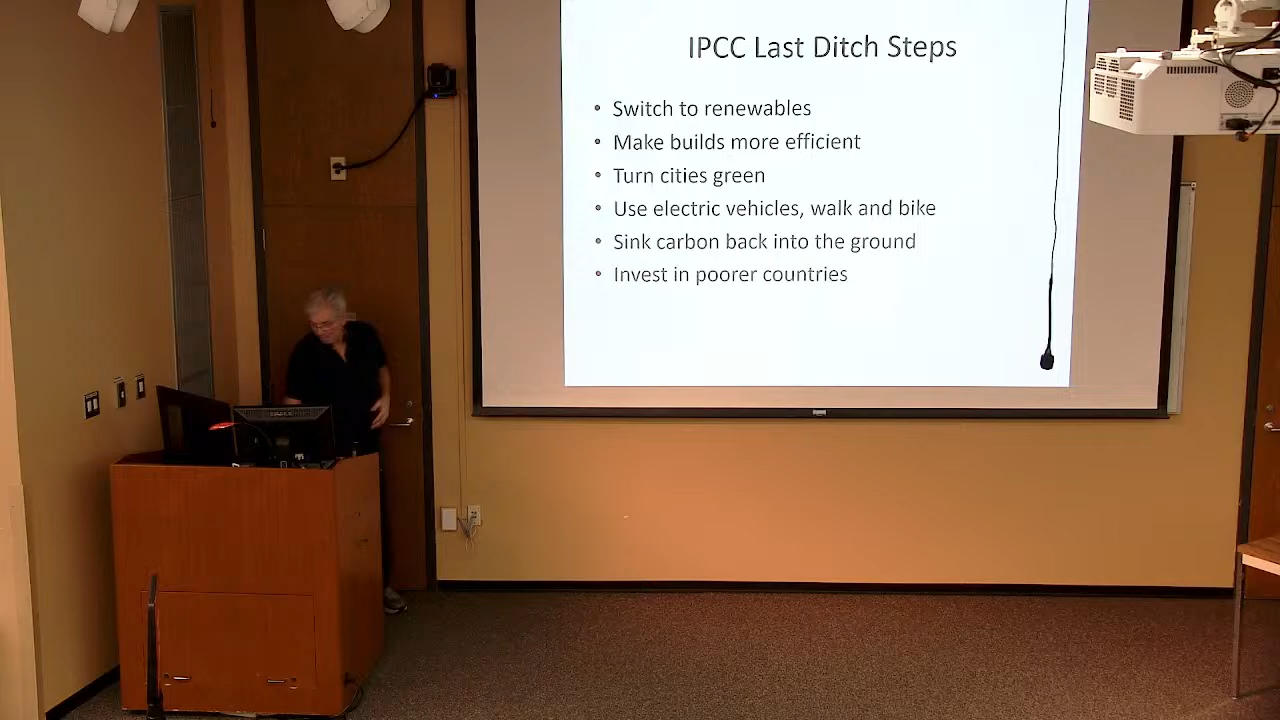 IPCC Last Ditch Steps
• Switch to renewables
• Make builds more efficient
• Turn cities green
• Use electric vehicles, walk and bike
• Sink carbon back into the ground
• Invest in poorer countries